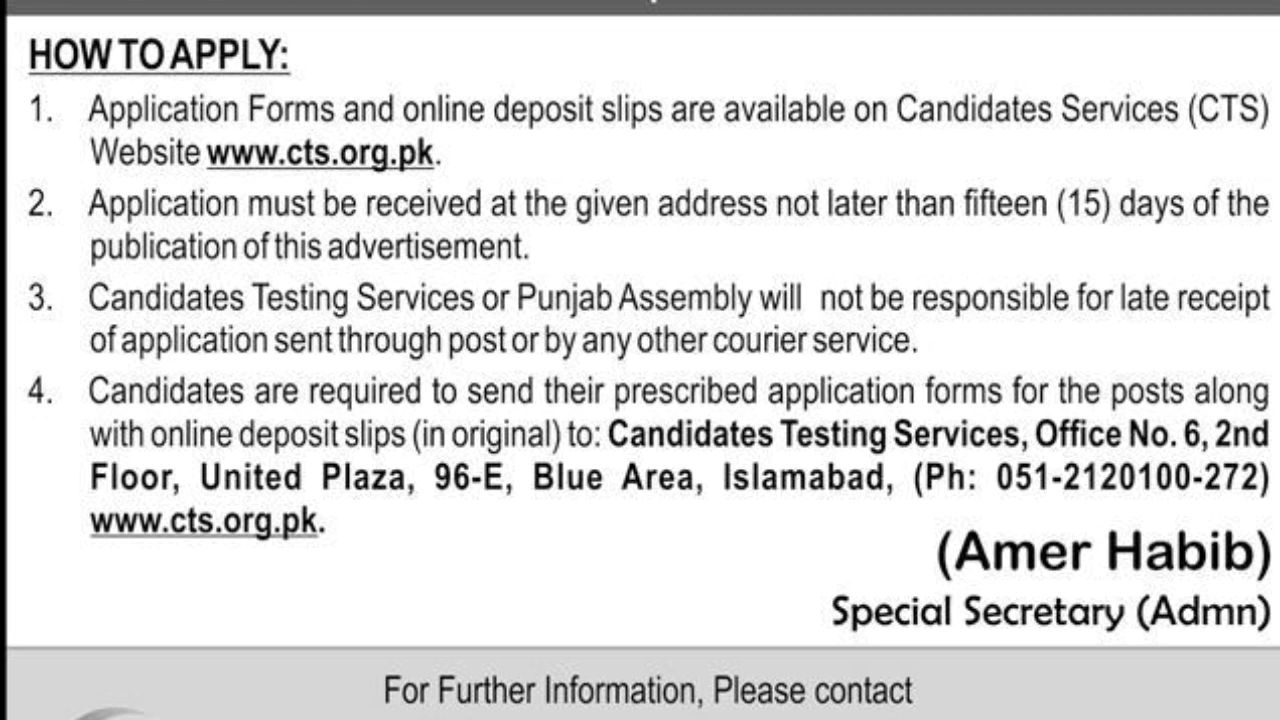 HOW TO APPLY:
1. Application Forms and online deposit slips are available on Candidates Services (CTS)
Website www.cts.org.pk.
2. Application must be received at the given address not later than fifteen (15) days of the
publication of this advertisement.
3. Candidates Testing Services or Punjab Assembly will not be responsible for late receipt
of application sent through post or by any other courier service.
4. Candidates are required to send their prescribed application forms for the posts along
with online deposit slips (in original) to: Candidates Testing Services, Office No. 6, 2nd
Floor, United Plaza, 96-E, Blue Area, Islamabad, (Ph: 051-2120100-272)
www.cts.org.pk.
(Amer Habib)
Special Secretary (Admn)
For Further Information, Please contact